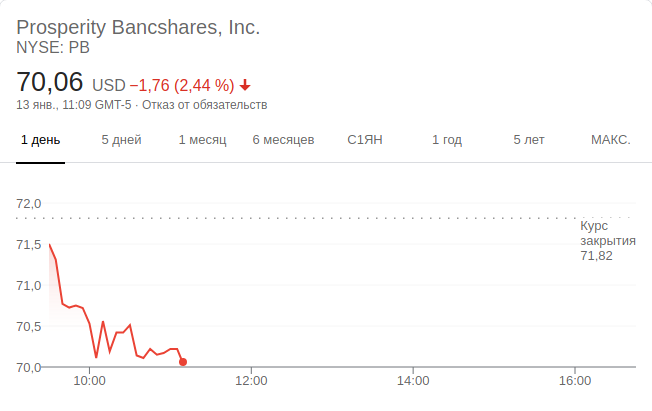 Prosperity Bancshares, Inc.
NYSE: PB
70,06 USD −1,76 (2,44 %)
13 янв., 11:09 GMT-5 · Отказ от обязательств
1 день 5 дней 1 месяц 6 месяцев С1ЯН 1 год 5 лет МАКС.
72,0
Курс
закрытия
71,82
71,5
71,0
70,5
70,0
10:00 12:00 14:00 16:00